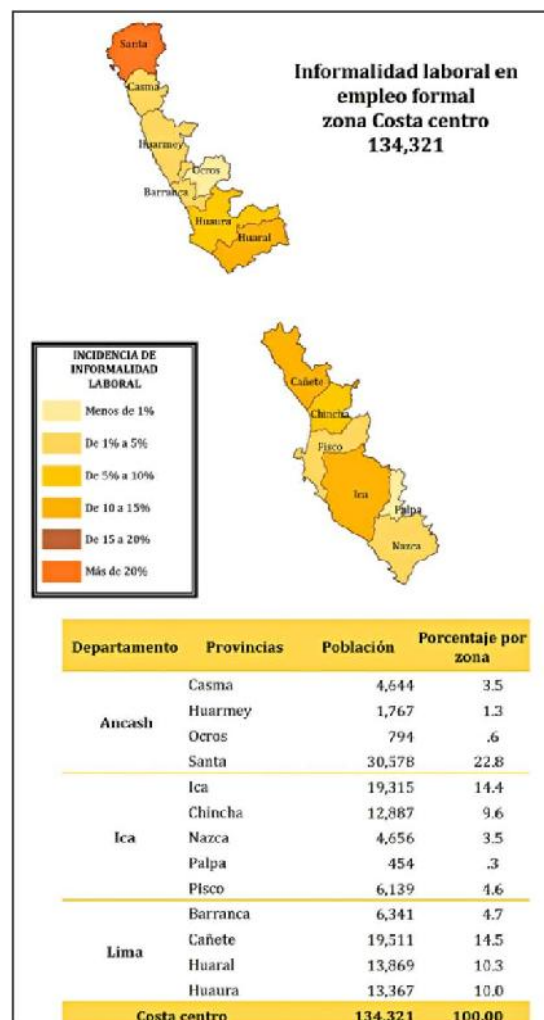 Informalidad laboral en
empleo formal
zona Costa centro
134,321
Santa
Casma
Huarmey
Ocros
Barranca
Huaura
Huaral
INCIDENCIA DE
INFORMALIDAD
LABORAL
Menos de 1%
De 1% a 5%
De 5% a 10%
De 10 a 15%
De 15 a 20%
Más de 20%
Cañete
Chincha
Pisco
Ica
Palpa
Nazca
Departamento Provincias Población Porcentaje por zona
Ancash
Casma 4,644 3.5
Huarmey 1,767 1.3
Ocros 794 .6
Santa 30,578 22.8
Ica
Ica 19,315 14.4
Chincha 12,887 9.6
Nazca 4,656 3.5
Palpa 454 .3
Pisco 6,139 4.6
Lima
Barranca 6,341 4.7
Cañete 19,511 14.5
Huaral 13,869 10.3
Huaura 13,367 10.0
Costa centro 134,321 100.00